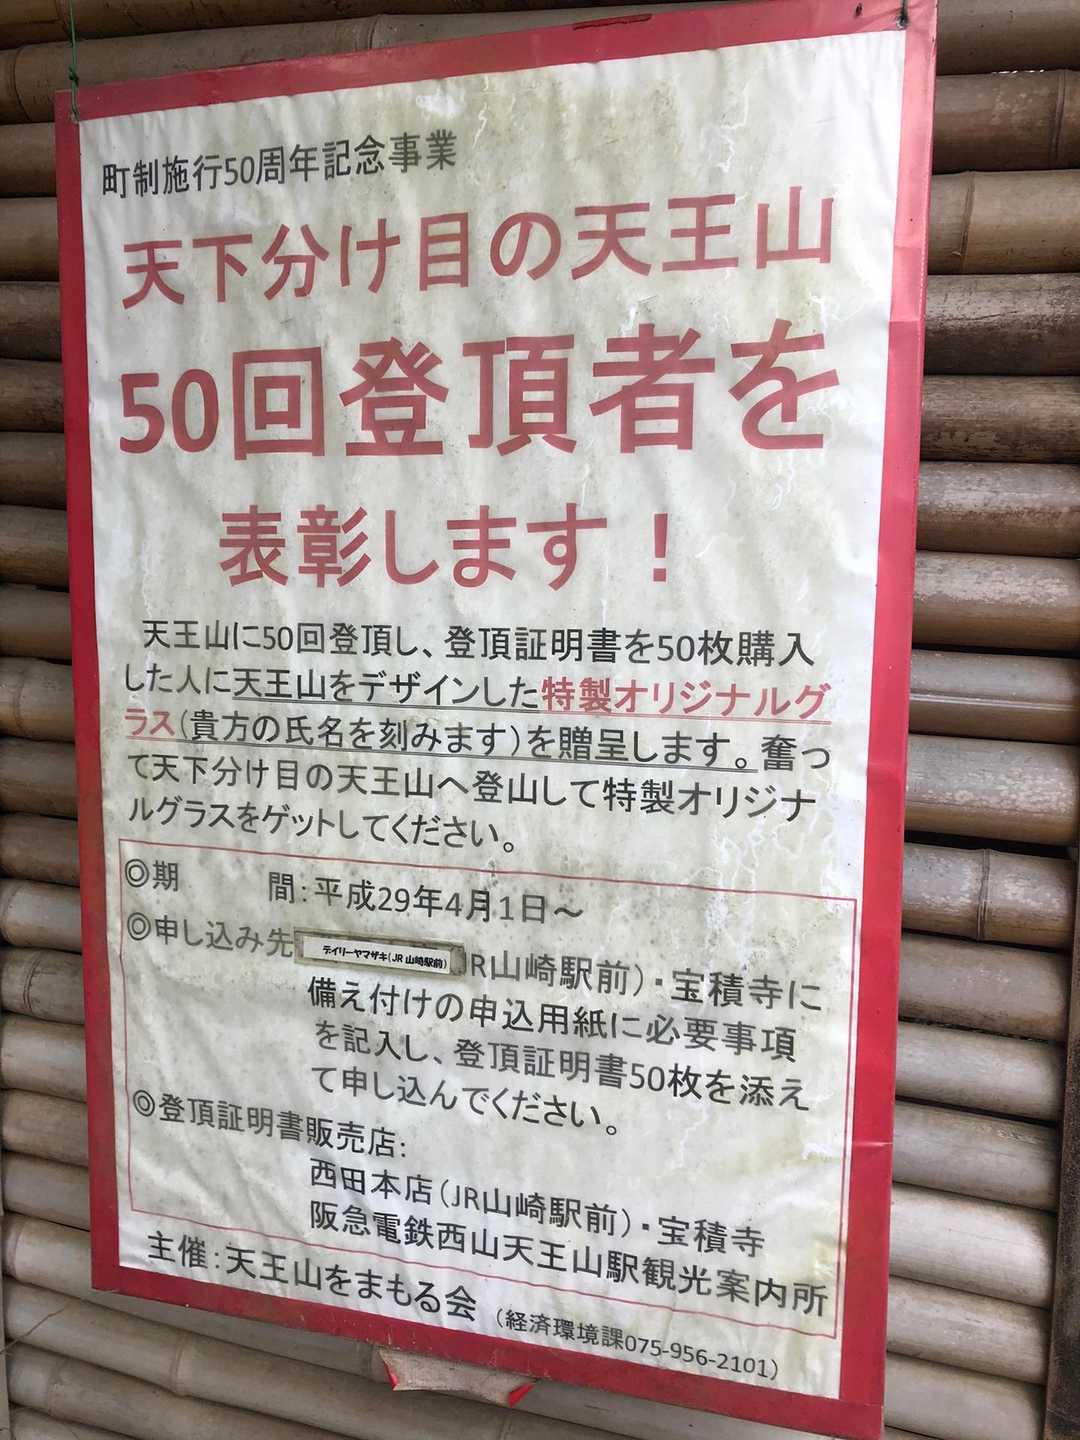 町制施行50周年記念事業
天下分け目の天王山
50回登頂者を
表彰します！
天王山に50回登頂し、登頂証明書を50枚購入
した人に天王山をデザインした特製オリジナルグ
ラス(貴方の氏名を刻みます)を贈呈します。奮っ
て天下分け目の天王山へ登山して特製オリジナ
ルグラスをゲットしてください。
◎期　　間：平成29年4月1日～
◎申し込み先 デイリーヤマザキ(JR 山崎駅前) R山崎駅前)・宝積寺に
備え付けの申込用紙に必要事項
を記入し、登頂証明書50枚を添え
て申し込んでください。
◎登頂証明書販売店：
西田本店(JR山崎駅前)・宝積寺
阪急電鉄西山天王山駅観光案内所
主催：天王山をまもる会 (経済環境課075-956-2101)